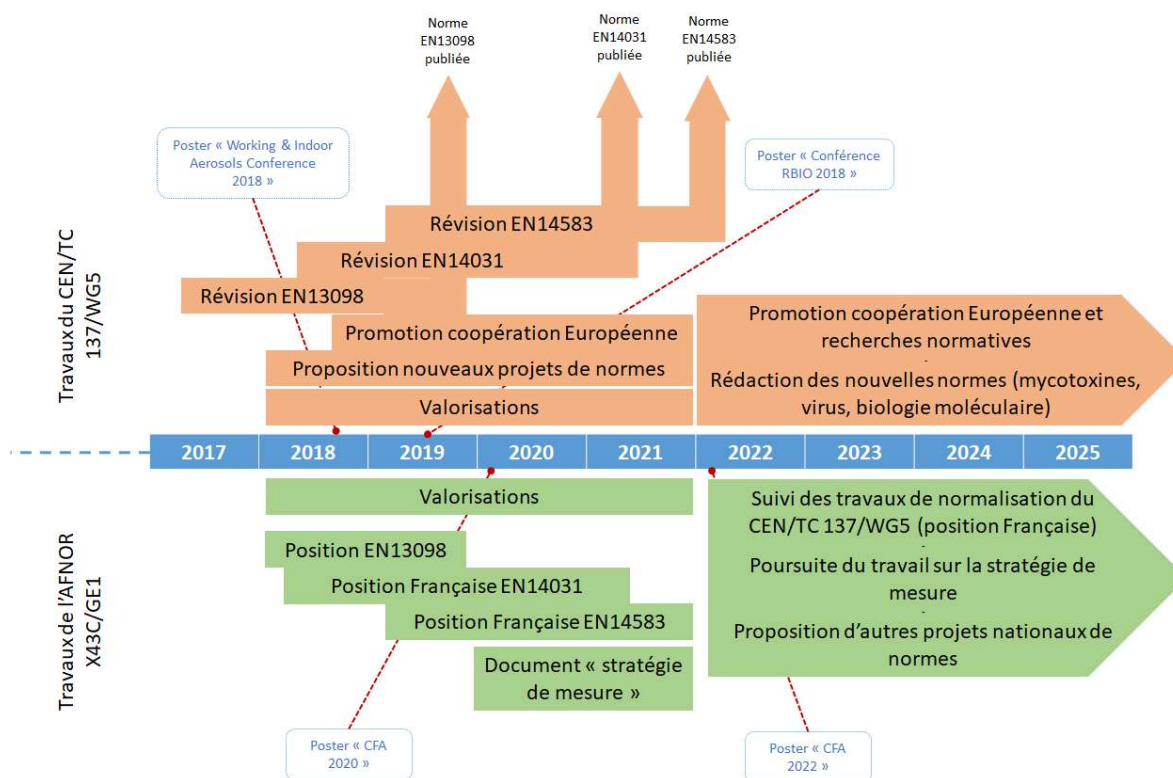 Norme
EN13098
publiée
Norme
EN14031
publiée
Norme
EN14583
publiée
Poster « Working & Indoor
Aerosols Conference
2018 »
Poster « Conférence
RBIO 2018 »
Travaux du CEN/TC
137/WG5
Révision EN14583
Révision EN14031
Révision EN13098
Promotion coopération Européenne
Proposition nouveaux projets de normes
Valorisations
Promotion coopération Européenne et
recherches normatives
Rédaction des nouvelles normes (mycotoxines,
virus, biologie moléculaire)
2017 2018 2019 2020 2021 2022 2023 2024 2025
Travaux de l’AFNOR
X43C/GE1
Valorisations
Position EN13098
Position Française EN14031
Position Française EN14583
Document « stratégie
de mesure »
Suivi des travaux de normalisation du
CEN/TC 137/WG5 (position Française)
Poursuite du travail sur la stratégie de
mesure
Proposition d’autres projets nationaux de
normes
Poster « CFA
2020 »
Poster « CFA
2022 »